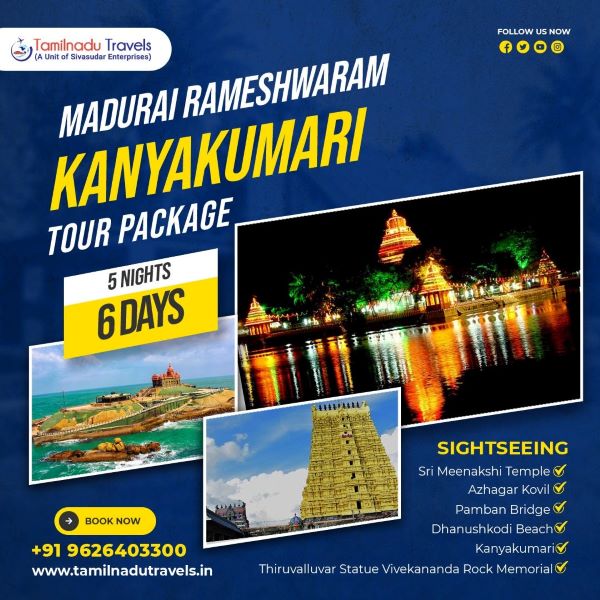 Tamilnadu Travels
(A Unit of Sivasudar Enterprises)
FOLLOW US NOW
MADURAI RAMESHWARAM
KANYAKUMARI
TOUR PACKAGE
5 NIGHTS
6 DAYS
SIGHTSEEING
Sri Meenakshi Temple
Azhagar Kovil
Pamban Bridge
Dhanushkodi Beach
Kanyakumari
Thiruvalluvar Statue Vivekananda Rock Memorial
BOOK NOW
+91 9626403300
www.tamilnadutravels.in